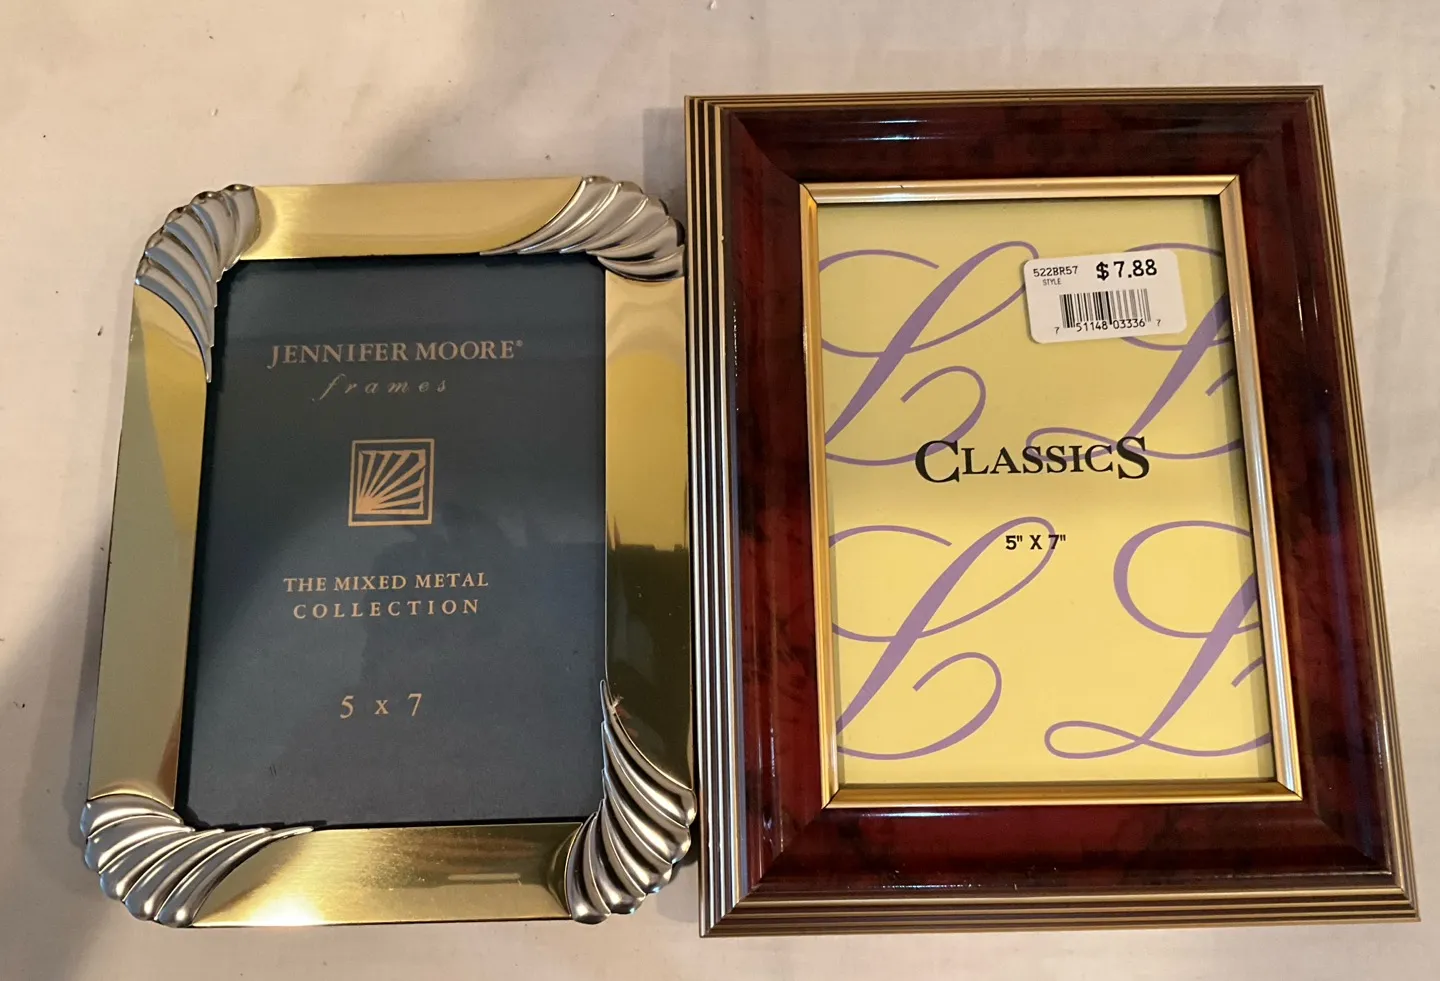 JENNIFER MOORE®
frames
THE MIXED METAL
COLLECTION
5 x 7
522BR57 $7.88
STYLE
7 51148 03336 7
CLASSICS
5" X 7"